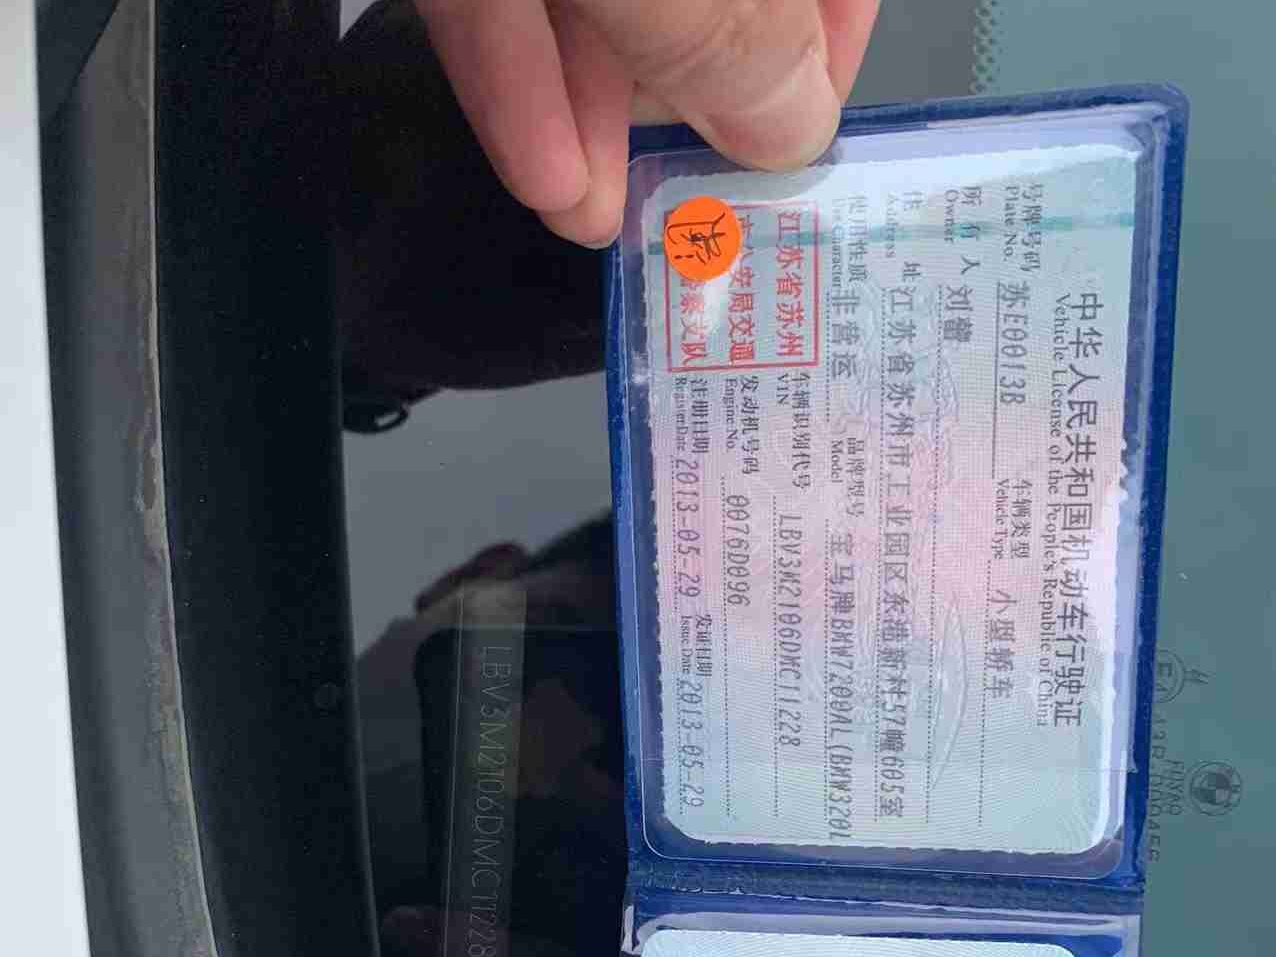 中华人民共和国机动车行驶证
Vehicle License of the People's Republic of China
号牌号码 苏E0013B 车辆类型 小型轿车
Plate No. Vehicle Type
所有人 刘
Owner
住址 江苏省苏州市工业园区东港新村57幢605室
Address
使用性质 非营运 品牌型号 宝马牌BMW7200AL(BMW320L
Use Character Model
江苏省苏州
安局交通
支队
车辆识别代号 LBV3M2106DMC11228
VIN
发动机号码 0076D096
Engine No.
注册日期 2013-05-29 发证日期 2013-05-29
Register Date Issue Date
LBV3M2106DMC11228